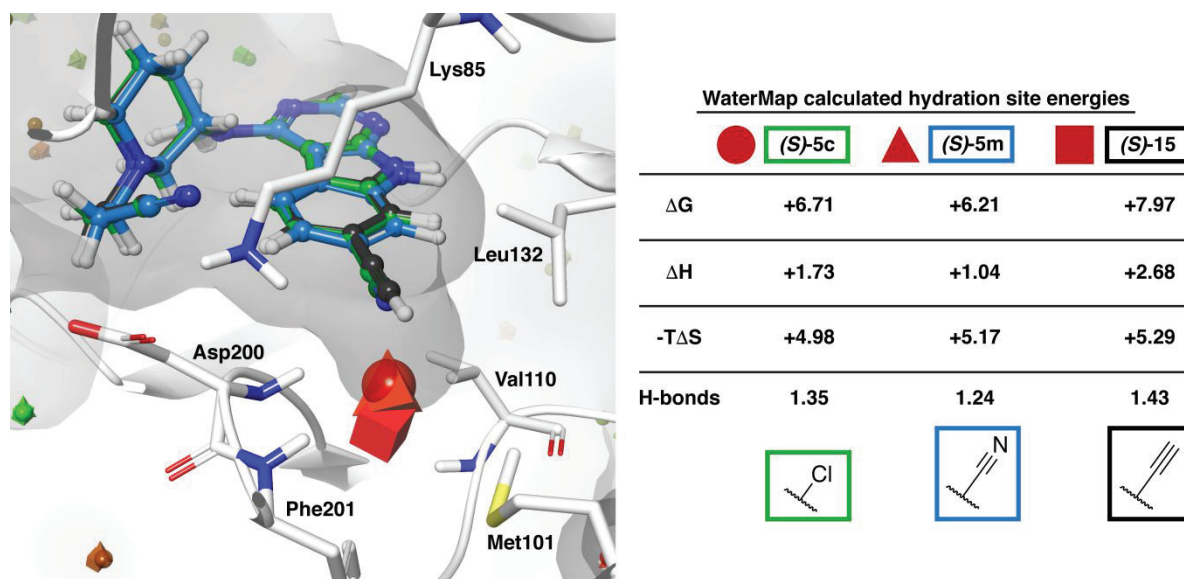 Lys85
Leu132
Asp200
Val110
Phe201
Met101
WaterMap calculated hydration site energies
(S)-5c (S)-5m (S)-15
ΔG +6.71 +6.21 +7.97
ΔH +1.73 +1.04 +2.68
-TΔS +4.98 +5.17 +5.29
H-bonds 1.35 1.24 1.43
Cl N